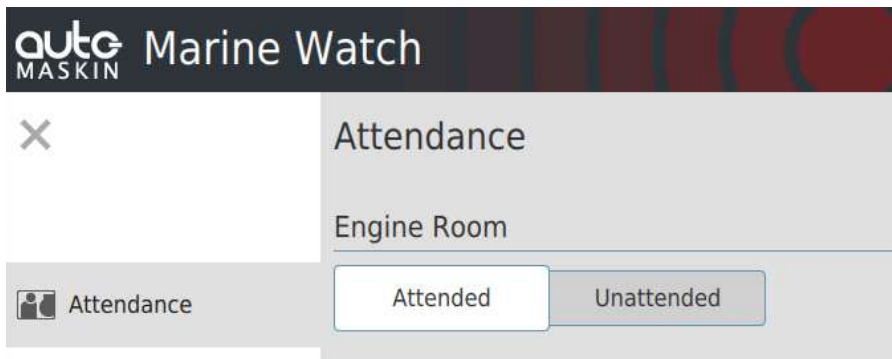 auto Marine Watch
MASKIN
Attendance
Engine Room
Attendance
Attended Unattended